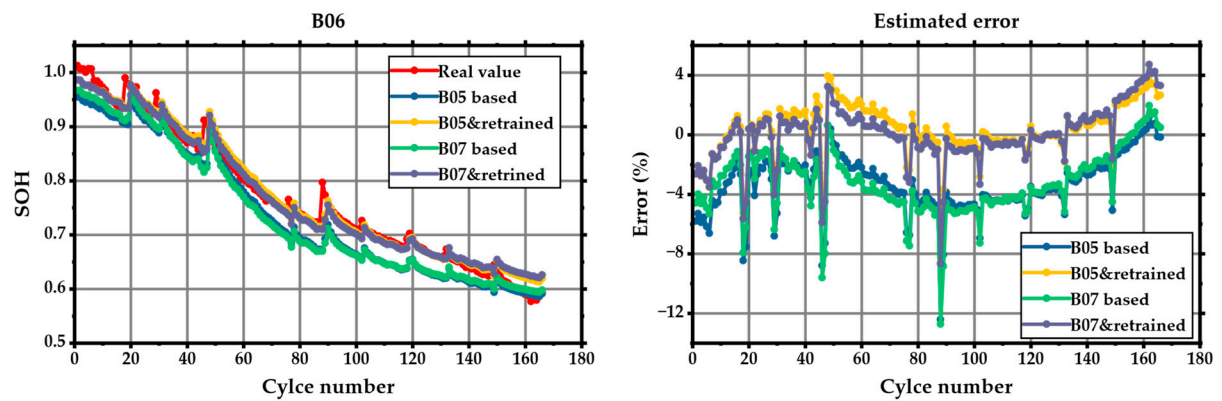 B06
1.0
0.9
0.8
0.7
0.6
0.5
SOH
0 20 40 60 80 100 120 140 160 180
Cylce number
Real value
B05 based
B05&retrained
B07 based
B07&retrined
Estimated error
4
0
−4
−8
−12
Error (%)
0 20 40 60 80 100 120 140 160 180
Cylce number
B05 based
B05&retrained
B07 based
B07&retrained